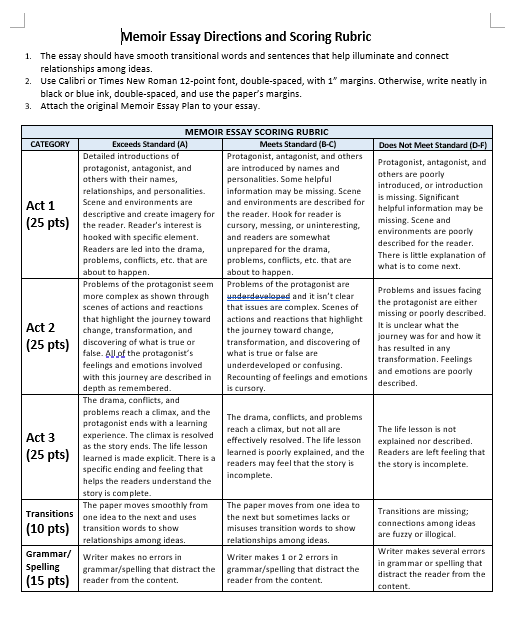 Memoir Essay Directions and Scoring Rubric
1. The essay should have smooth transitional words and sentences that help illuminate and connect
relationships among ideas.
2. Use Calibri or Times New Roman 12-point font, double-spaced, with 1” margins. Otherwise, write neatly in
black or blue ink, double-spaced, and use the paper’s margins.
3. Attach the original Memoir Essay Plan to your essay.
MEMOIR ESSAY SCORING RUBRIC
CATEGORY
Exceeds Standard (A)
Meets Standard (B-C)
Does Not Meet Standard (D-F)
Act 1
(25 pts)
Detailed introductions of
protagonist, antagonist, and
others with their names,
relationships, and personalities.
Scene and environments are
descriptive and create imagery for
the reader. Reader’s interest is
hooked with specific element.
Readers are led into the drama,
problems, conflicts, etc. that are
about to happen.
Protagonist, antagonist, and others
are introduced by names and
personalities. Some helpful
information may be missing. Scene
and environments are described for
the reader. Hook for reader is
cursory, messing, or uninteresting,
and readers are somewhat
unprepared for the drama,
problems, conflicts, etc. that are
about to happen.
Protagonist, antagonist, and
others are poorly
introduced, or introduction
is missing. Significant
helpful information may be
missing. Scene and
environments are poorly
described for the reader.
There is little explanation of
what is to come next.
Act 2
(25 pts)
Problems of the protagonist seem
more complex as shown through
scenes of actions and reactions
that highlight the journey toward
change, transformation, and
discovering of what is true or
false. All of the protagonist’s
feelings and emotions involved
with this journey are described in
depth as remembered.
Problems of the protagonist are
underdeveloped and it isn’t clear
that issues are complex. Scenes of
actions and reactions that highlight
the journey toward change,
transformation, and discovering of
what is true or false are
underdeveloped or confusing.
Recounting of feelings and emotions
is cursory.
Problems and issues facing
the protagonist are either
missing or poorly described.
It is unclear what the
journey was for and how it
has resulted in any
transformation. Feelings
and emotions are poorly
described.
Act 3
(25 pts)
The drama, conflicts, and
problems reach a climax, and the
protagonist ends with a learning
experience. The climax is resolved
as the story ends. The life lesson
learned is made explicit. There is a
specific ending and feeling that
helps the readers understand the
story is complete.
The drama, conflicts, and problems
reach a climax, but not all are
effectively resolved. The life lesson
learned is poorly explained, and the
readers may feel that the story is
incomplete.
The life lesson is not
explained nor described.
Readers are left feeling that
the story is incomplete.
Transitions
(10 pts)
The paper moves smoothly from
one idea to the next and uses
transition words to show
relationships among ideas.
The paper moves from one idea to
the next but sometimes lacks or
misuses transition words to show
relationships among ideas.
Transitions are missing;
connections among ideas
are fuzzy or illogical.
Grammar/
Spelling
(15 pts)
Writer makes no errors in
grammar/spelling that distract the
reader from the content.
Writer makes 1 or 2 errors in
grammar/spelling that distract the
reader from the content.
Writer makes several errors
in grammar or spelling that
distract the reader from the
content.